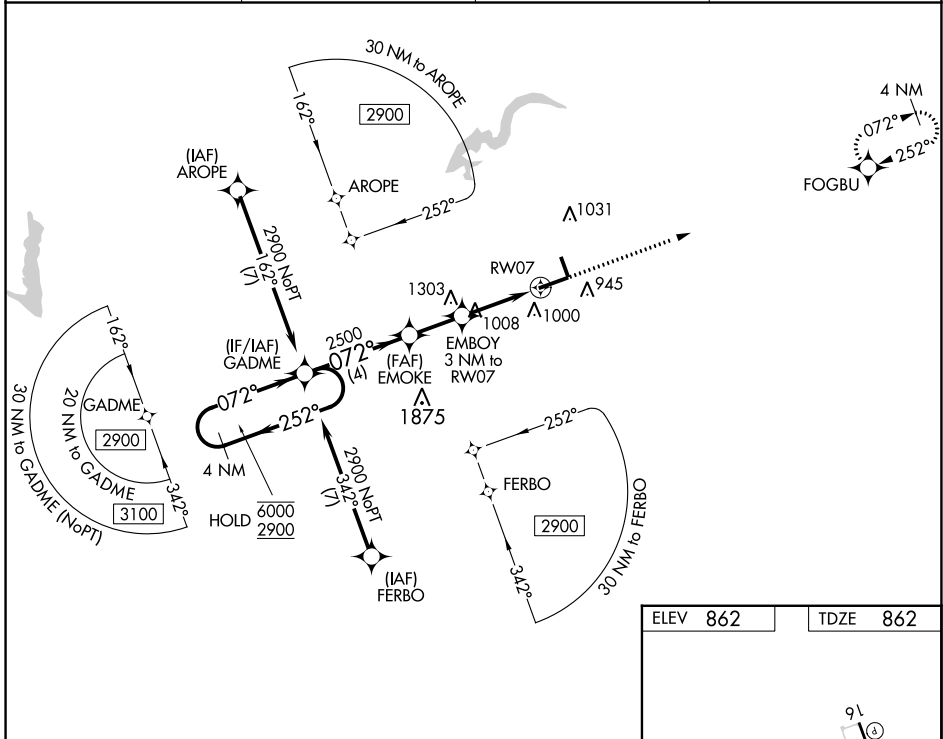 30 NM to AROPE
162°
2900
AROPE
252°
4 NM
072°
252°
FOGBU
(IAF)
AROPE
2900 NoPT
162°
(7)
1031
RW07
945
1303
1000
1008
EMBOY
3 NM to
RW07
2500
072°
(4)
(FAF)
EMOKE
1875
(IF/IAF)
GADME
072°
252°
4 NM
HOLD
6000
2900
162°
GADME
2900
20 NM to GADME
3100
342°
30 NM to GADME (NoPT)
2900 NoPT
342°
(7)
(IAF)
FERBO
252°
FERBO
2900
342°
30 NM to FERBO
ELEV 862
TDZE 862
16
P